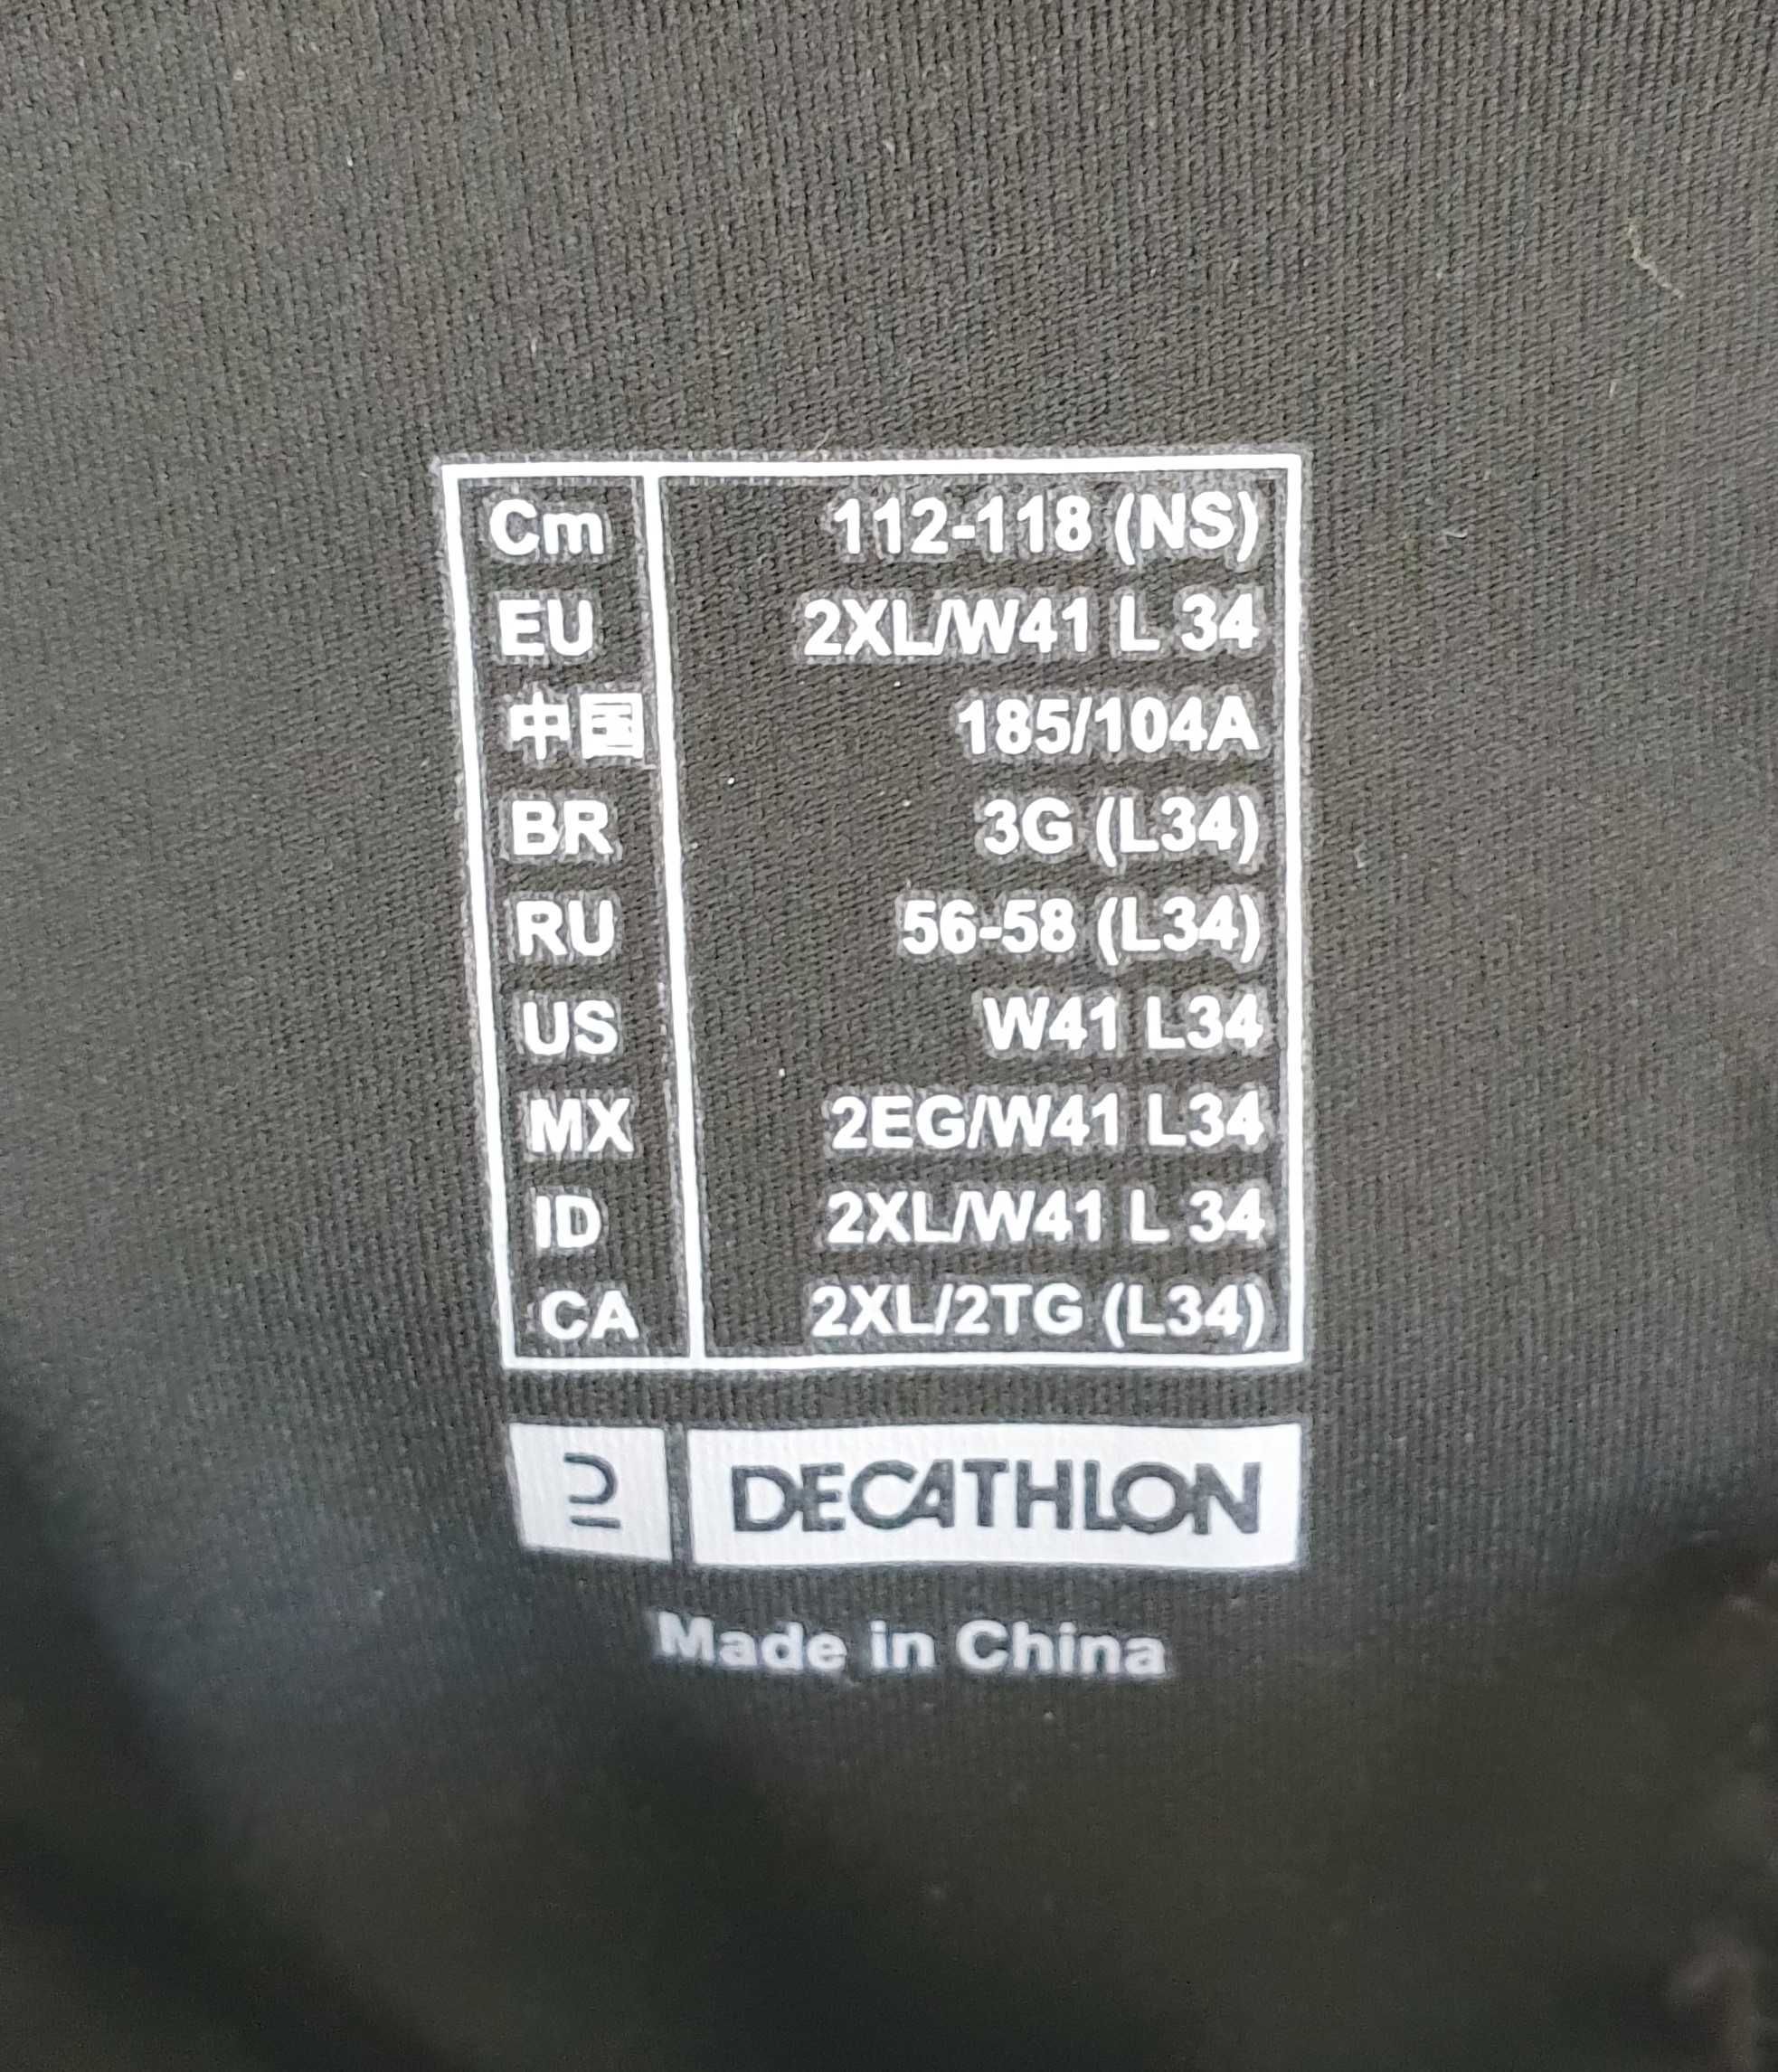 Cm 112-118 (NS)
EU 2XL/W41 L 34
中国 185/104A
BR 3G (L34)
RU 56-58 (L34)
US W41 L34
MX 2EG/W41 L34
ID 2XL/W41 L 34
CA 2XL/2TG (L34)
DECATHLON
Made in China